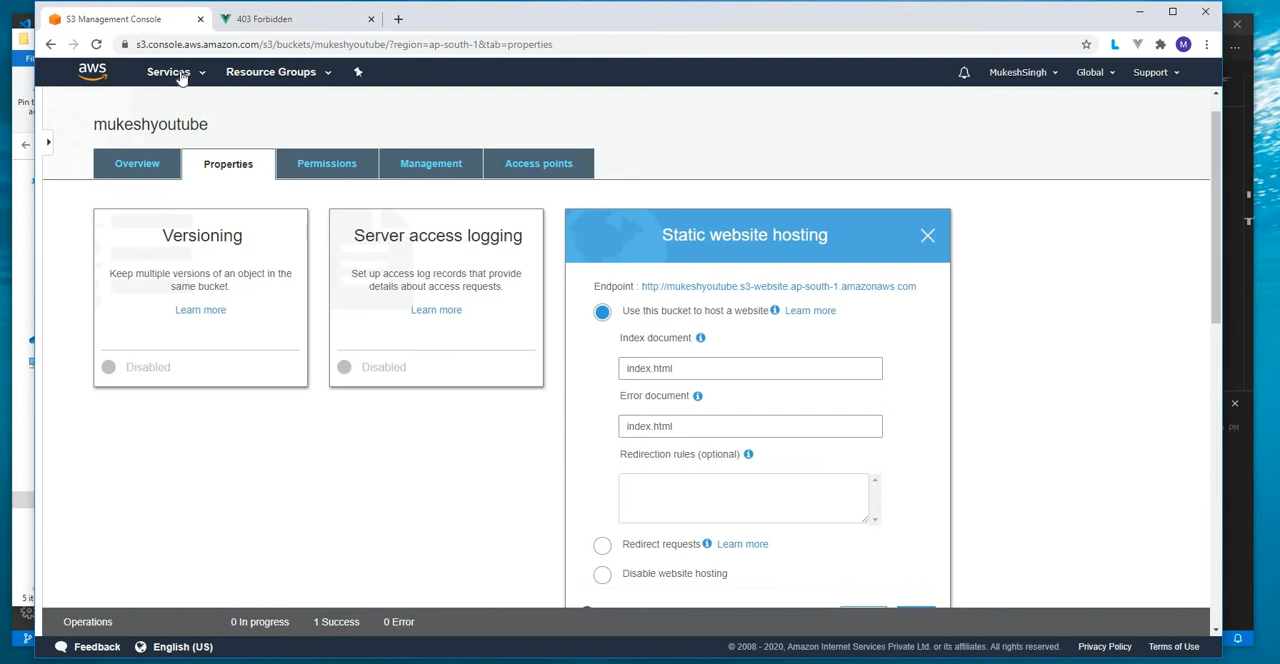 S3 Management Console
403 Forbidden
s3.console.aws.amazon.com/s3/buckets/mukeshyoutube/?region=ap-south-1&tab=properties
M
aws
Services
Resource Groups
MukeshSingh
Global
Support
mukeshyoutube
Overview
Properties
Permissions
Management
Access points
Versioning
Keep multiple versions of an object in the
same bucket.
Learn more
Disabled
Server access logging
Set up access log records that provide
details about access requests.
Learn more
Disabled
Static website hosting
Endpoint : http://mukeshyoutube.s3-website.ap-south-1.amazonaws.com
Use this bucket to host a website Learn more
Index document
index.html
Error document
index.html
Redirection rules (optional)
Redirect requests Learn more
Disable website hosting
Operations
0 In progress
1 Success
0 Error
Feedback
English (US)
© 2008 - 2020, Amazon Internet Services Private Ltd. or its affiliates. All rights reserved.
Privacy Policy
Terms of Use